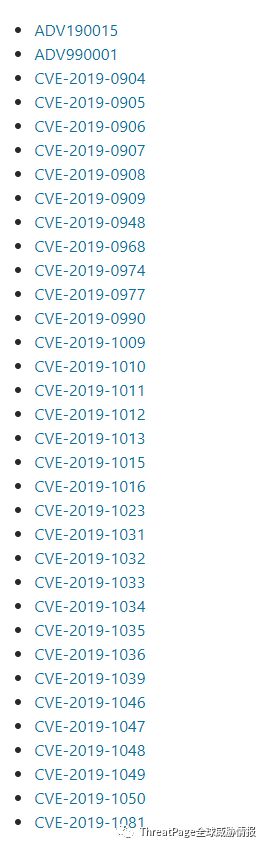 ADV190015
ADV990001
CVE-2019-0904
CVE-2019-0905
CVE-2019-0906
CVE-2019-0907
CVE-2019-0908
CVE-2019-0909
CVE-2019-0948
CVE-2019-0968
CVE-2019-0974
CVE-2019-0977
CVE-2019-0990
CVE-2019-1009
CVE-2019-1010
CVE-2019-1011
CVE-2019-1012
CVE-2019-1013
CVE-2019-1015
CVE-2019-1016
CVE-2019-1023
CVE-2019-1031
CVE-2019-1032
CVE-2019-1033
CVE-2019-1034
CVE-2019-1035
CVE-2019-1036
CVE-2019-1039
CVE-2019-1046
CVE-2019-1047
CVE-2019-1048
CVE-2019-1049
CVE-2019-1050
CVE-2019-1081
ThreatPage全球威胁情报